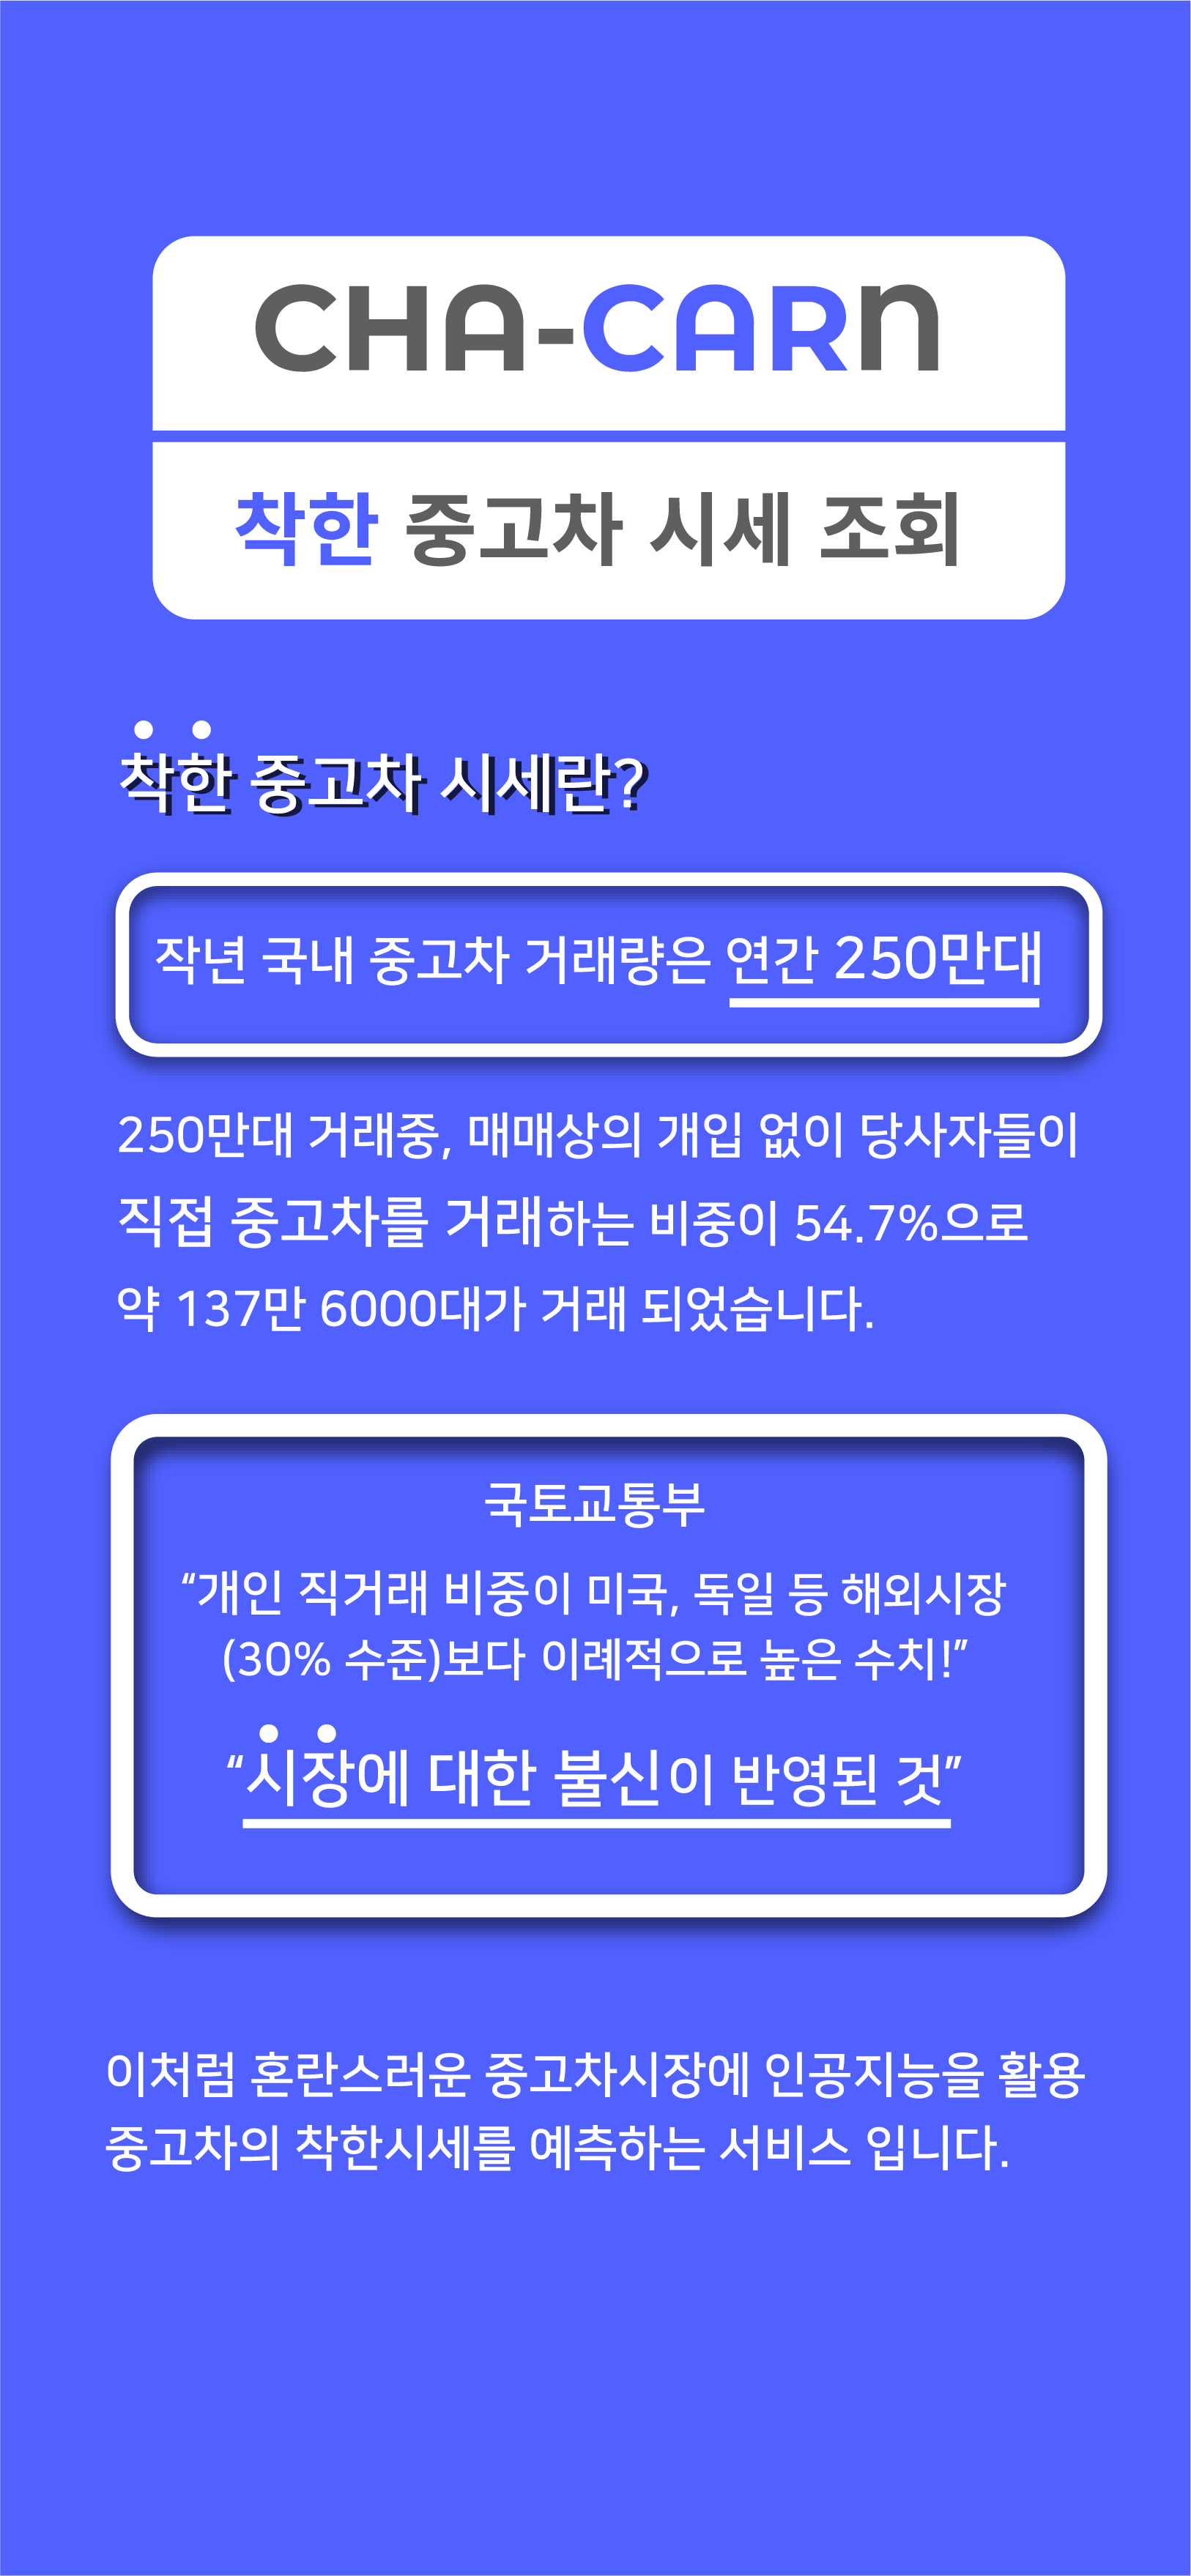 CHA-CARN
착한 중고차 시세 조회
착한 중고차 시세란?
작년 국내 중고차 거래량은 연간 250만대
250만대 거래중, 매매상의 개입 없이 당사자들이
직접 중고차를 거래하는 비중이 54.7%으로
약 137만 6000대가 거래 되었습니다.
국토교통부
“개인 직거래 비중이 미국, 독일 등 해외시장
(30% 수준)보다 이례적으로 높은 수치!”
“시장에 대한 불신이 반영된 것”
이처럼 혼란스러운 중고차시장에 인공지능을 활용
중고차의 착한시세를 예측하는 서비스 입니다.